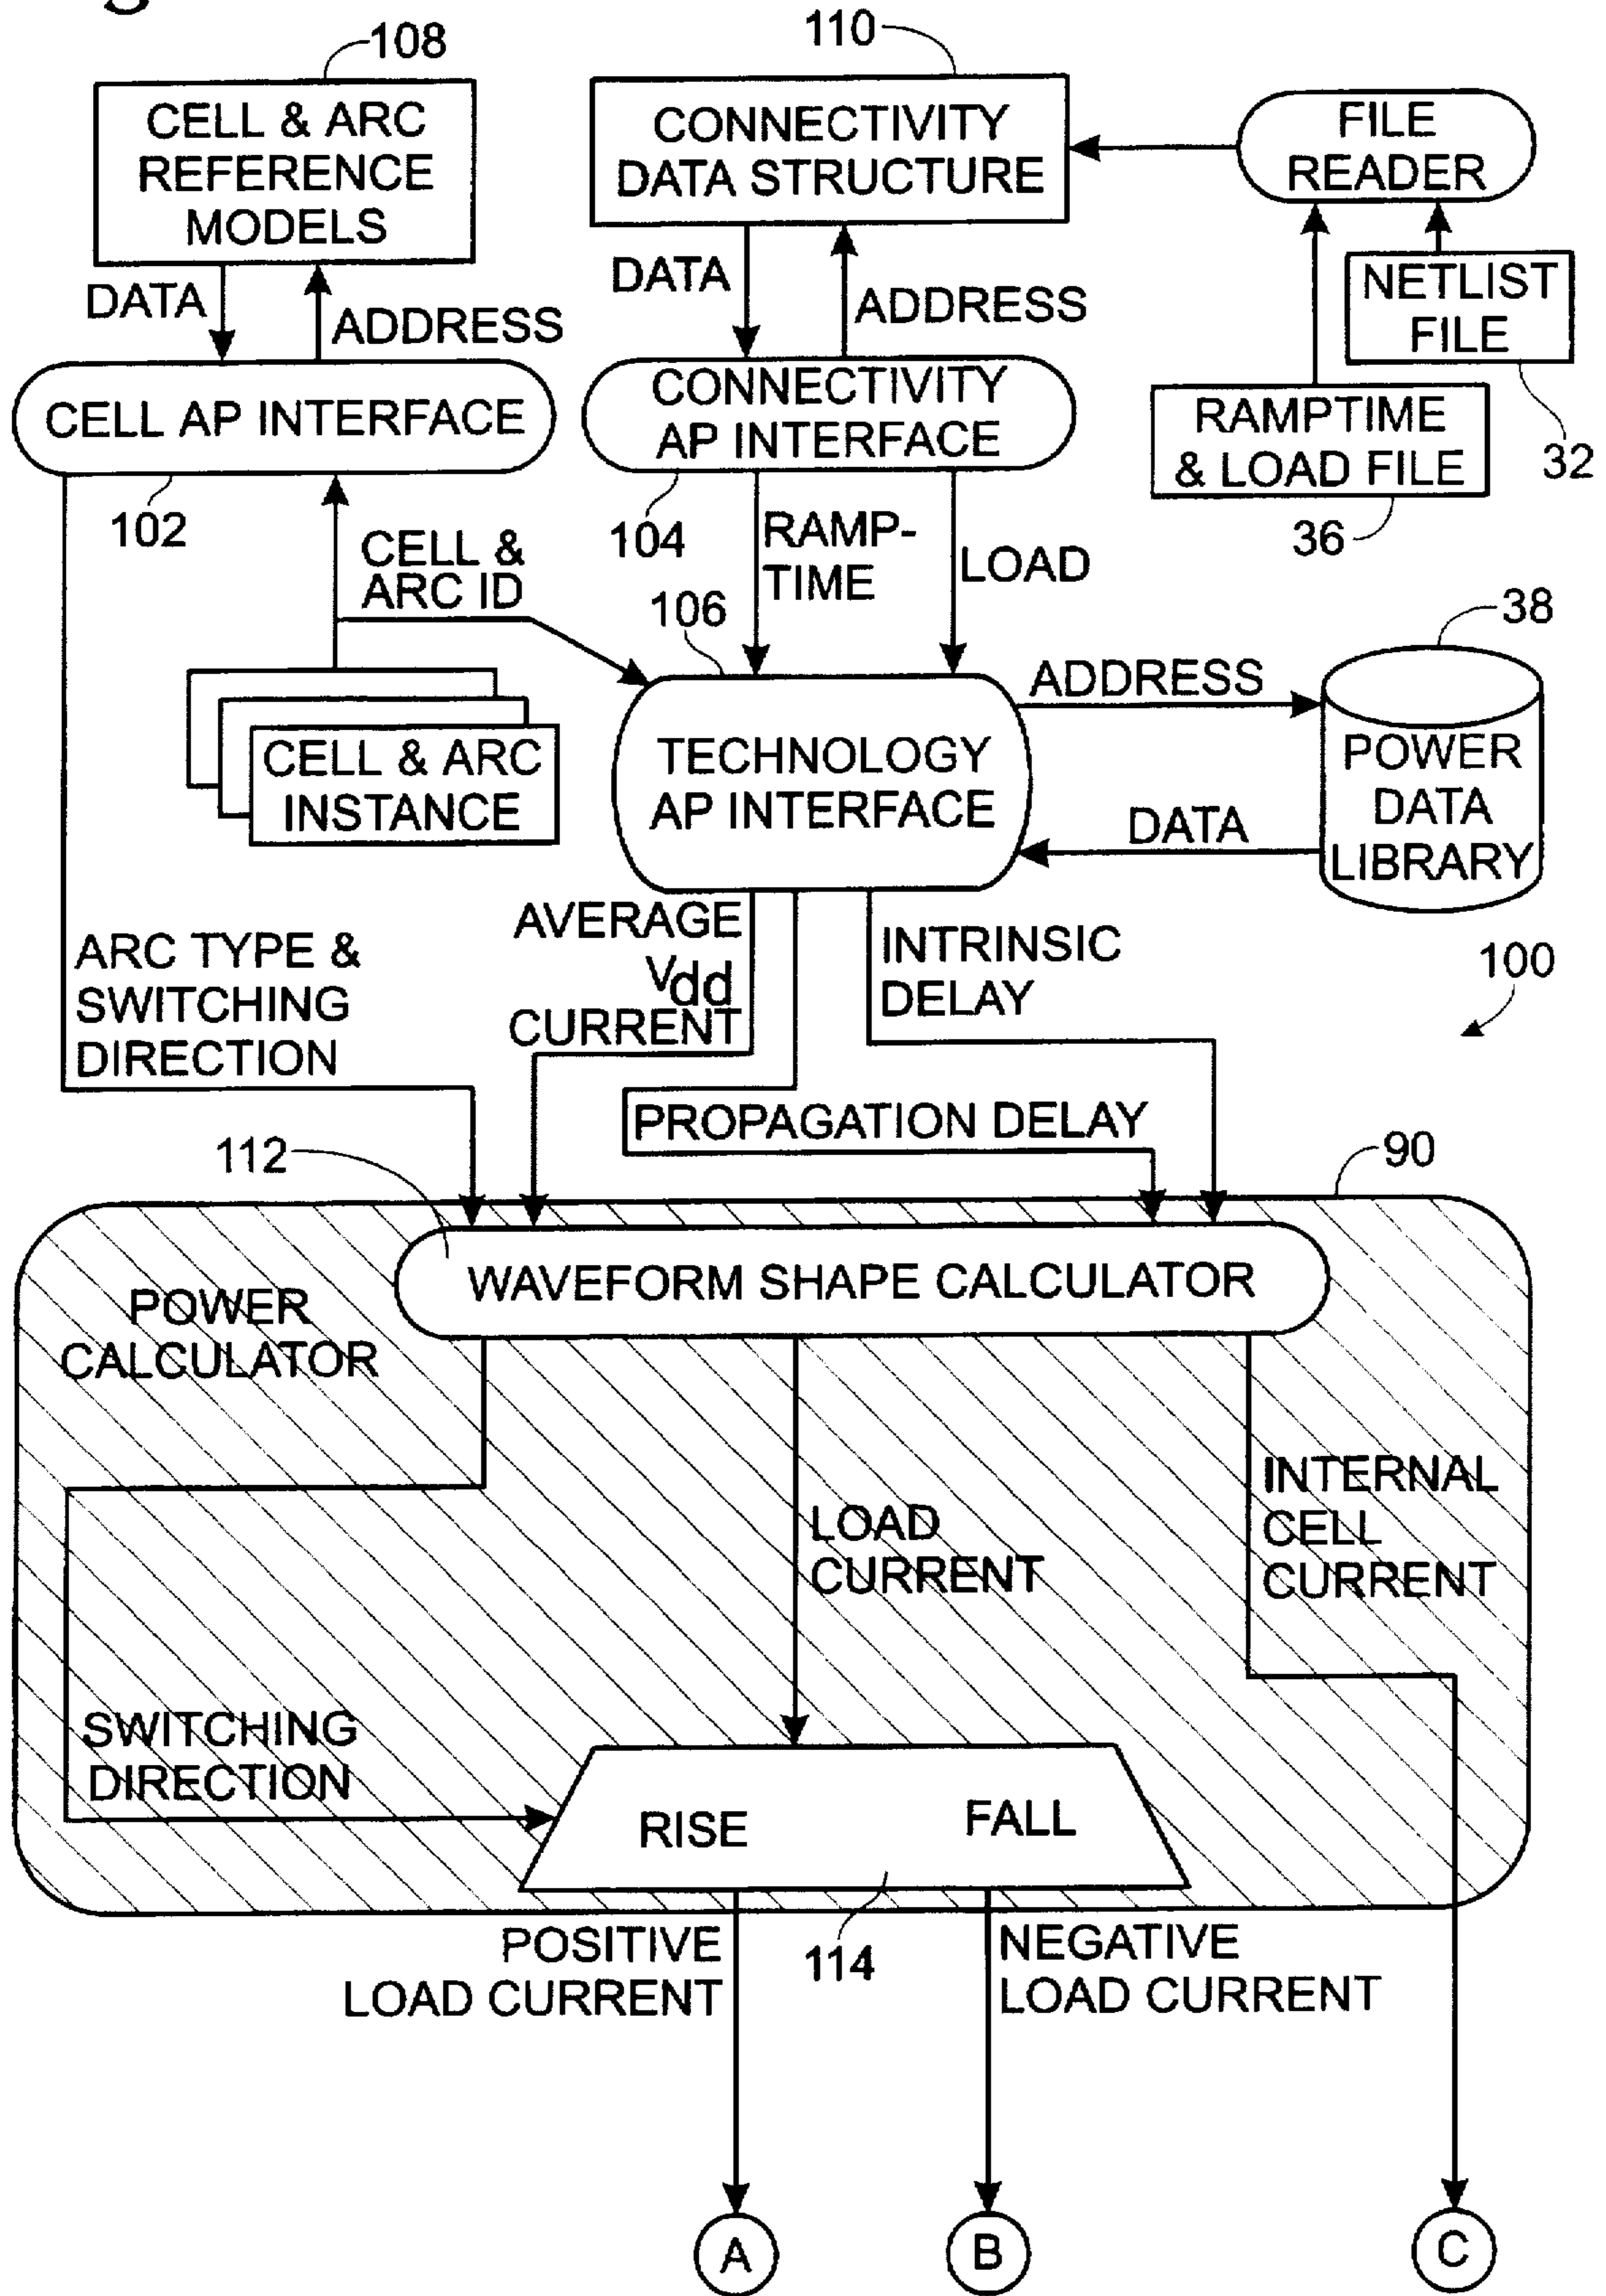 g
108
110
CELL & ARC
REFERENCE
MODELS
CONNECTIVITY
DATA STRUCTURE
FILE
READER
DATA
ADDRESS
DATA
ADDRESS
NETLIST
FILE
CELL AP INTERFACE
CONNECTIVITY
AP INTERFACE
RAMPTIME
& LOAD FILE
32
102
104
36
CELL &
ARC ID
RAMP-
TIME
LOAD
106
38
ADDRESS
CELL & ARC
INSTANCE
TECHNOLOGY
AP INTERFACE
POWER
DATA
LIBRARY
DATA
ARC TYPE &
SWITCHING
DIRECTION
AVERAGE
Vdd
CURRENT
INTRINSIC
DELAY
100
PROPAGATION DELAY
112
90
WAVEFORM SHAPE CALCULATOR
POWER
CALCULATOR
LOAD
CURRENT
INTERNAL
CELL
CURRENT
SWITCHING
DIRECTION
RISE
FALL
POSITIVE
LOAD CURRENT
114
NEGATIVE
LOAD CURRENT
A
B
C